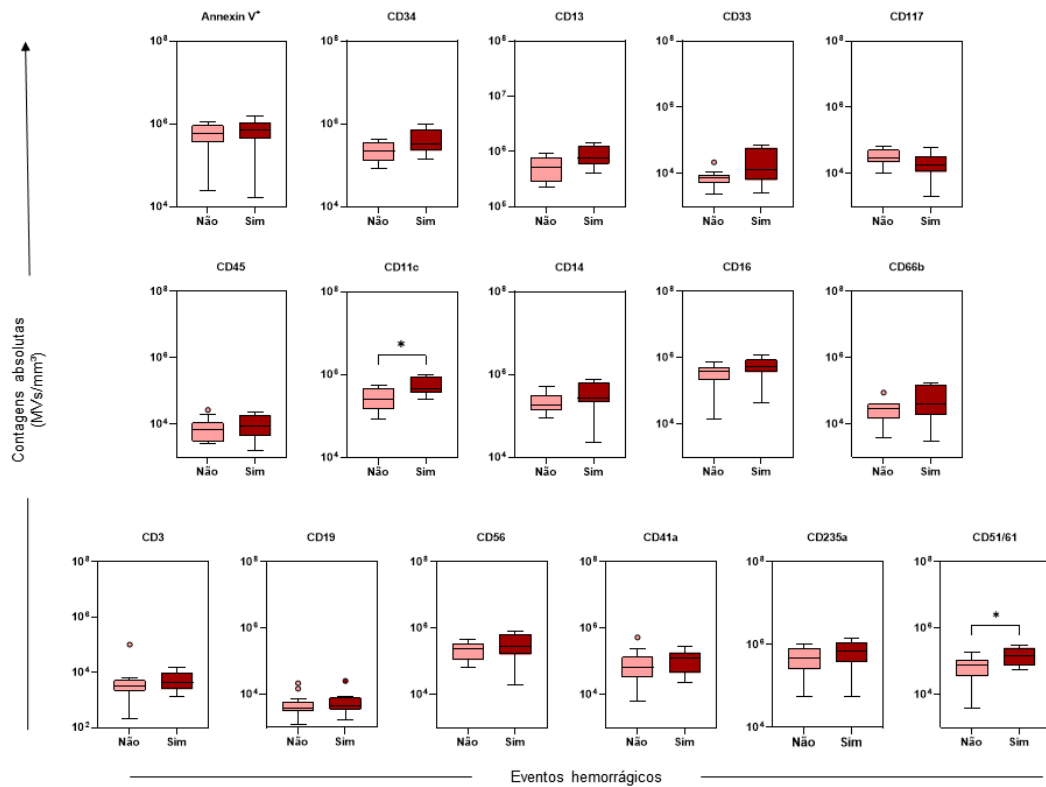 Annexin V⁺ CD34 CD13 CD33 CD117
10⁸ 10⁸ 10⁸ 10⁸ 10⁸
10⁷
10⁶ 10⁶ 10⁶ 10⁶
10⁶
10⁴ 10⁴
10⁴ 10⁴ 10⁵
Não Sim Não Sim Não Sim Não Sim Não Sim
CD45 CD11c CD14 CD16 CD66b
10⁸ 10⁸ 10⁸ 10⁸ 10⁸
10⁶ *
10⁶ 10⁶ 10⁶ 10⁶
10⁴ 10⁴ 10⁴
10⁴ 10⁴
Não Sim Não Sim Não Sim Não Sim Não Sim
Contagens absolutas
(MVs/mm³)
CD3 CD19 CD56 CD41a CD235a CD51/61
10⁸ 10⁸ 10⁸ 10⁸ 10⁸ 10⁸
*
10⁶ 10⁶ 10⁶ 10⁶ 10⁶ 10⁶
10⁴ 10⁴ 10⁴ 10⁴
10² 10⁴ 10⁴
Não Sim Não Sim Não Sim Não Sim Não Sim Não Sim
Eventos hemorrágicos